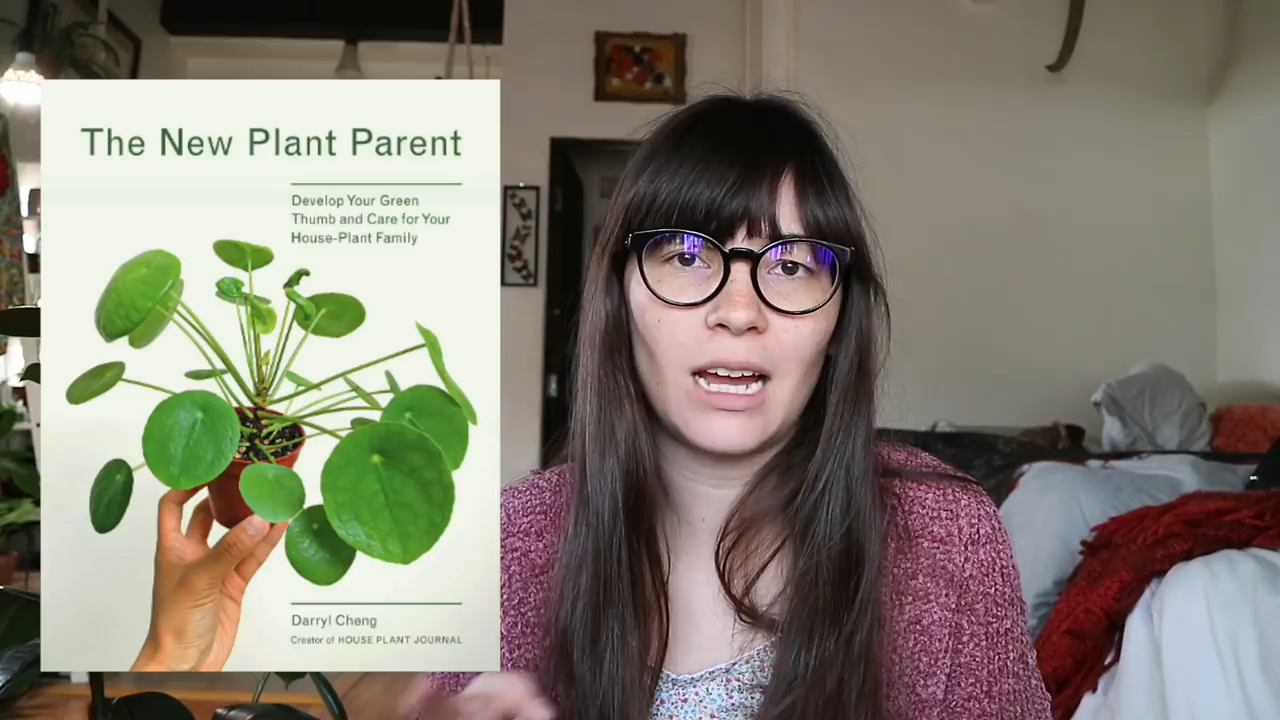 The New Plant Parent
Develop Your Green
Thumb and Care for Your
House-Plant Family
Darryl Cheng
Creator of HOUSE PLANT JOURNAL